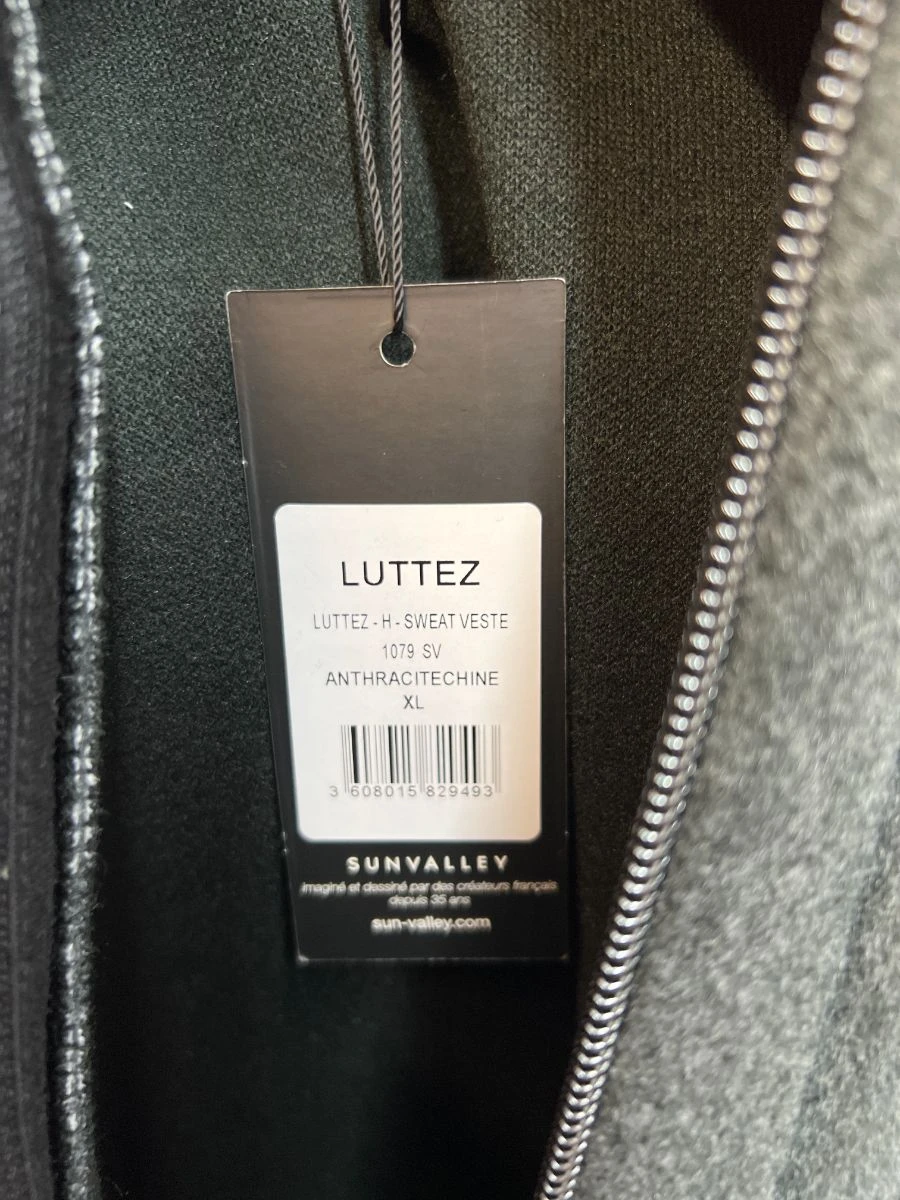 LUTTEZ
LUTTEZ - H - SWEAT VESTE
1079 SV
ANTHRACITECHINE
XL
3 608015 829493
SUNVALLEY
imaginé et dessiné par des créateurs français
depuis 35 ans
sun-valley.com